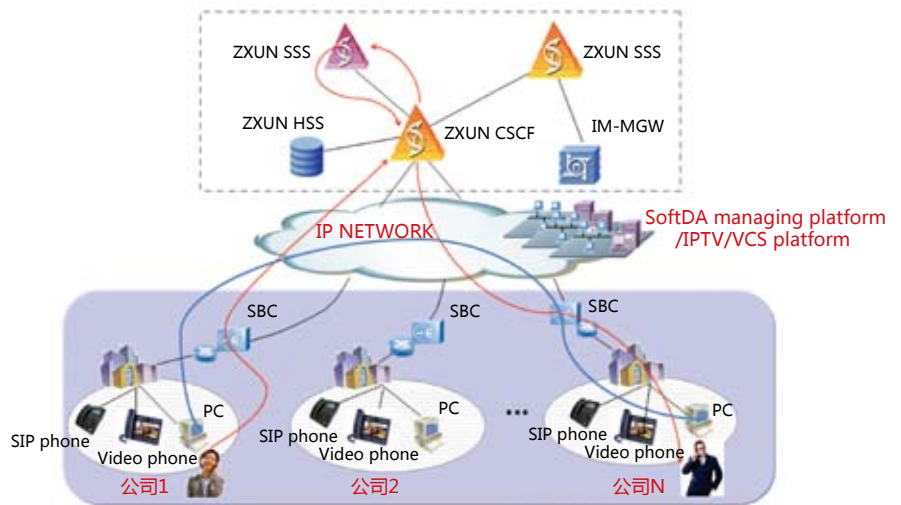 ZXUN SSS
ZXUN SSS
ZXUN HSS
ZXUN CSCF
IM-MGW
IP NETWORK
SoftDA managing platform
/IPTV/VCS platform
SBC
SBC
SBC
PC
SIP phone
Video phone
公司1
PC
SIP phone
Video phone
公司2
...
PC
SIP phone
Video phone
公司N